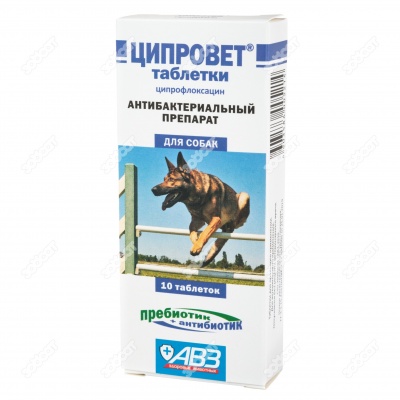 ЦИПРОВЕТ®
таблетки
ципрофлоксацин
АНТИБАКТЕРИАЛЬНЫЙ
ПРЕПАРАТ
ДЛЯ СОБАК
10 таблеток
пребиотик
+антибиотик
АВЗ